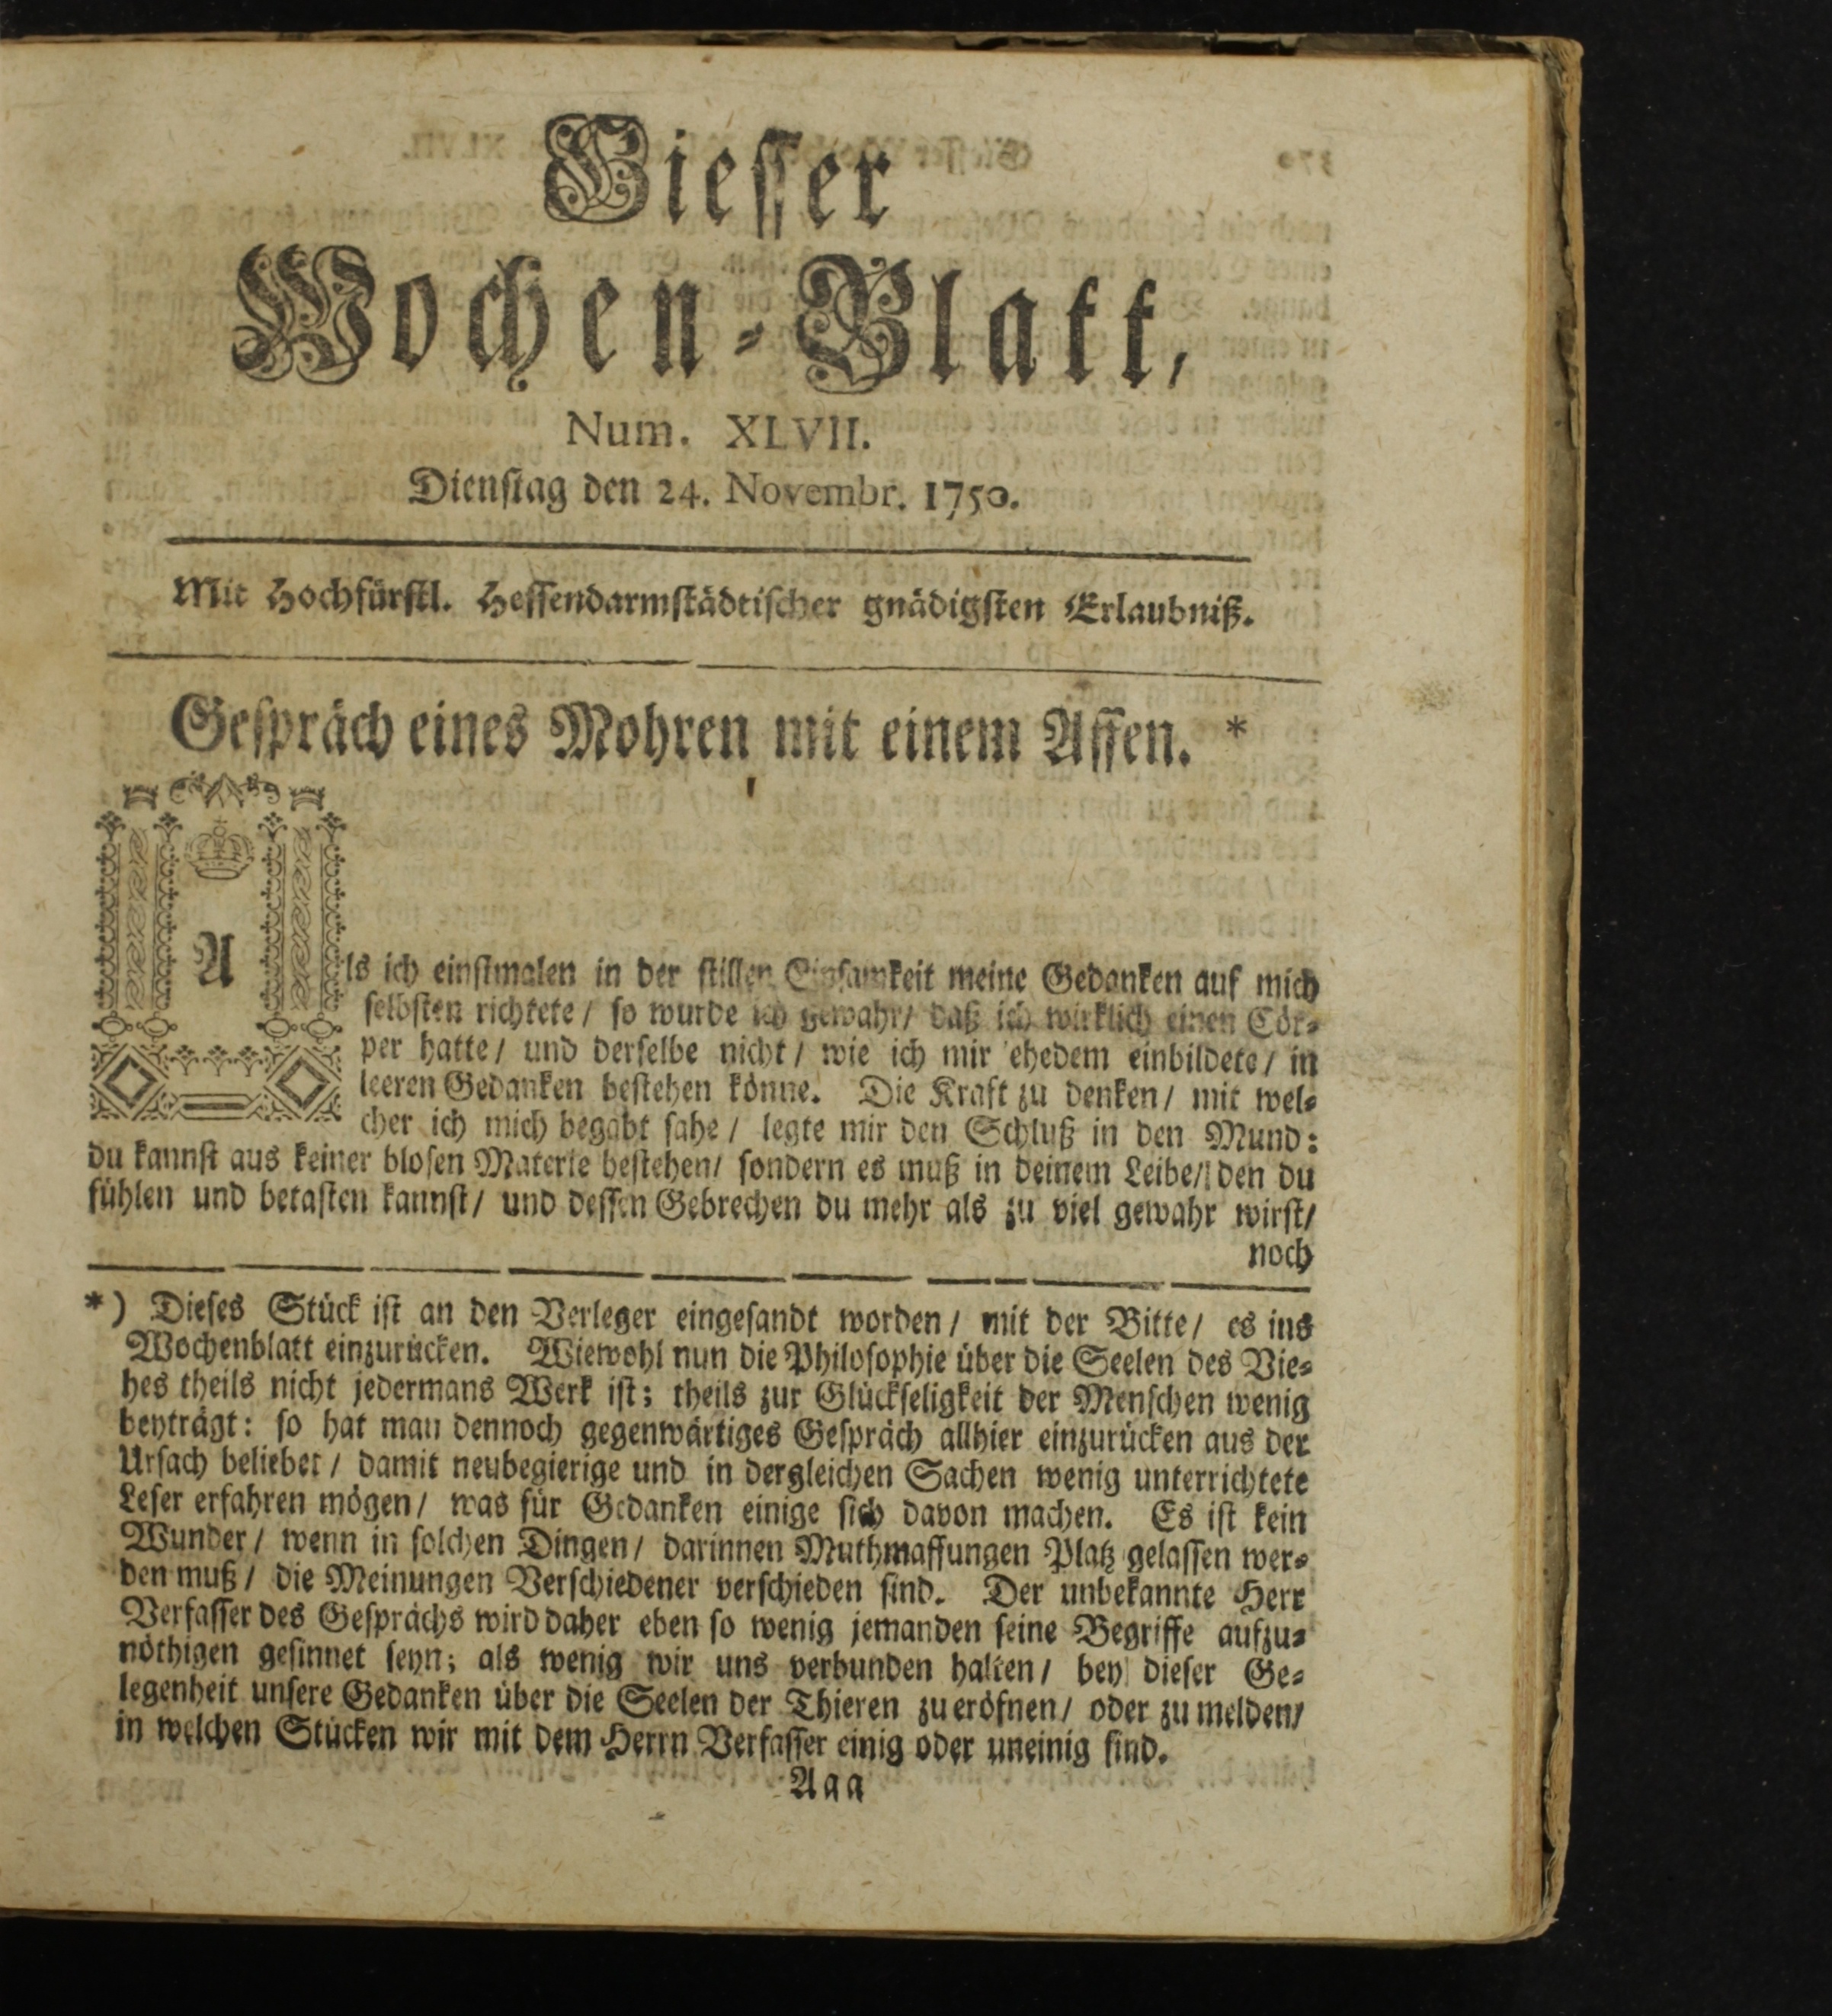 Giesser
Wochen-Blatt,
Num. XLVII.
Dienstag den 24. Novembr. 1750.
Mit Hochfürstl. Hessendarmstädtischer gnädigsten Erlaubniß.
Gespräch eines Mohren mit einem Affen. *
Als ich einstmalen in der stillen Einsamkeit meine Gedanken auf mich
selbsten richtete / so wurde ich gewahr / daß ich wirklich einen Cör-
per hatte / und derselbe nicht / wie ich mir ehedem einbildete / in
leeren Gedanken bestehen könne. Die Kraft zu denken / mit wel-
cher ich mich begabt sahe / legte mir den Schluß in den Mund:
du kannst aus keiner blosen Materie bestehen / sondern es muß in deinem Leibe / den du
fühlen und betasten kannst / und dessen Gebrechen du mehr als zu viel gewahr wirst /
noch
*) Dieses Stück ist an den Verleger eingesandt worden / mit der Bitte / es ins
Wochenblatt einzurücken. Wiewohl nun die Philosophie über die Seelen des Vie-
hes theils nicht jedermans Werk ist; theils zur Glückseligkeit der Menschen wenig
beyträgt: so hat man dennoch gegenwärtiges Gespräch allhier einzurücken aus der
Ursach beliebet / damit neubegierige und in dergleichen Sachen wenig unterrichtete
Leser erfahren mögen / was für Gedanken einige sich davon machen. Es ist kein
Wunder / wenn in solchen Dingen / darinnen Muthmassungen Platz gelassen wer-
den muß / die Meinungen Verschiedener verschieden sind. Der unbekannte Herr
Verfasser des Gesprächs wird daher eben so wenig jemanden seine Begriffe aufzu-
nöthigen gesinnet seyn; als wenig wir uns verbunden halten / bey dieser Ge-
legenheit unsere Gedanken über die Seelen der Thieren zu eröfnen / oder zu melden /
in welchen Stücken wir mit dem Herrn Verfasser einig oder uneinig sind.
Aaa